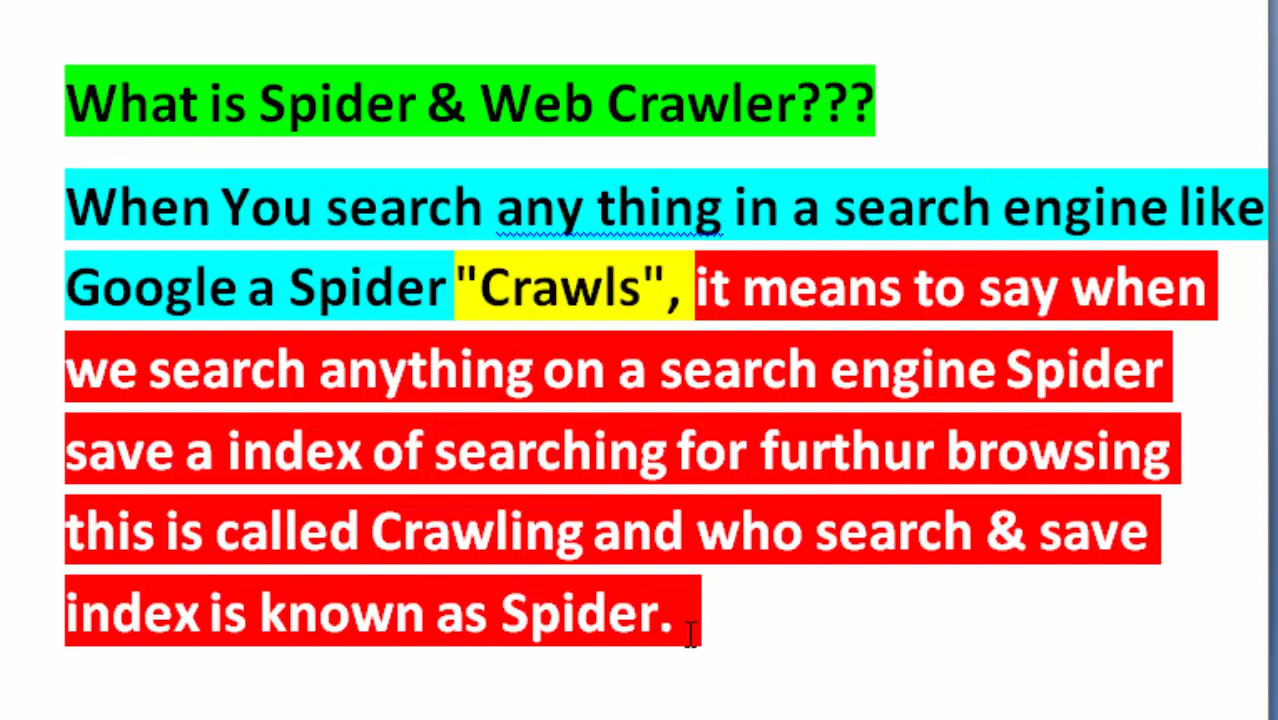 What is Spider & Web Crawler???
When You search any thing in a search engine like
Google a Spider "Crawls", it means to say when
we search anything on a search engine Spider
save a index of searching for furthur browsing
this is called Crawling and who search & save
index is known as Spider.